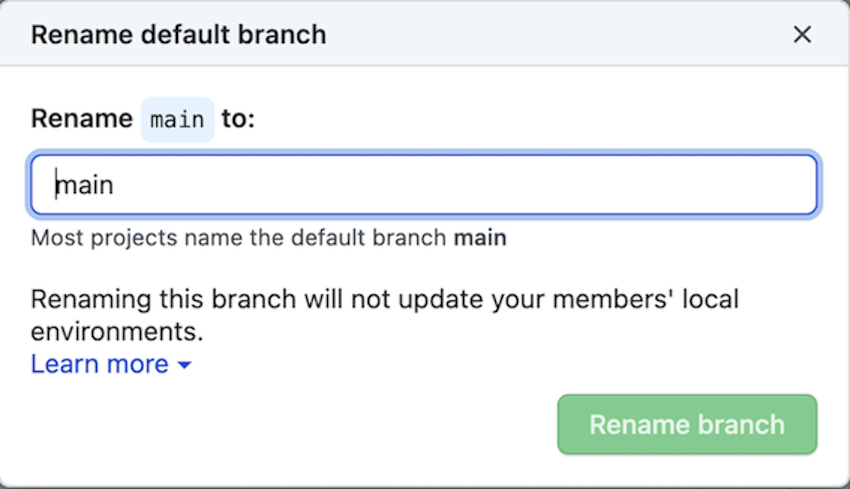 Rename default branch
Rename main to:
main
Most projects name the default branch main
Renaming this branch will not update your members' local
environments.
Learn more
Rename branch